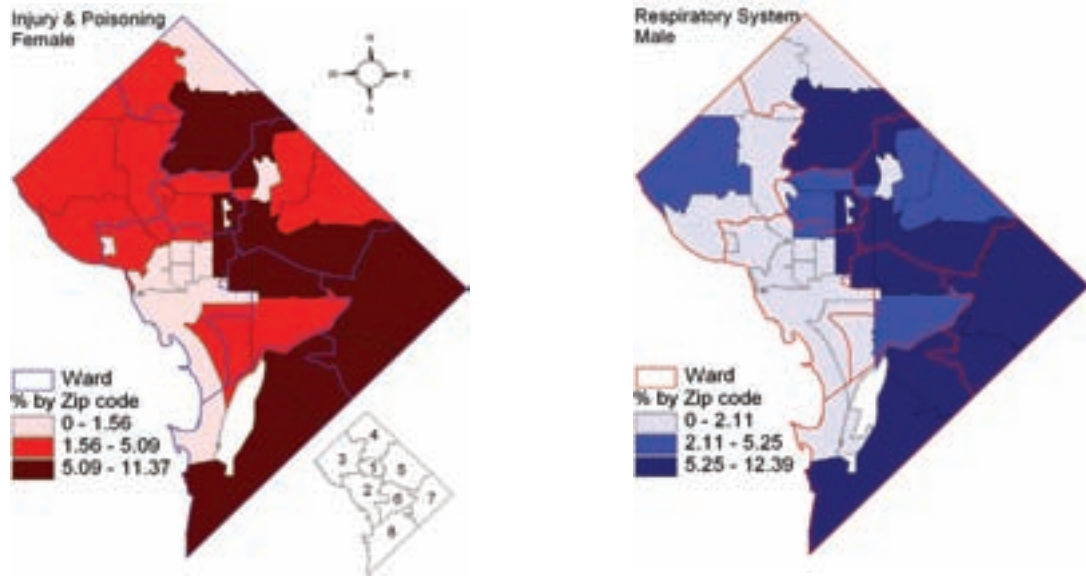 Injury & Poisoning
Female
Ward
% by Zip code
0 - 1.56
1.56 - 5.09
5.09 - 11.37
4
3
1
5
2
6
7
8
Respiratory System
Male
Ward
% by Zip code
0 - 2.11
2.11 - 5.25
5.25 - 12.39